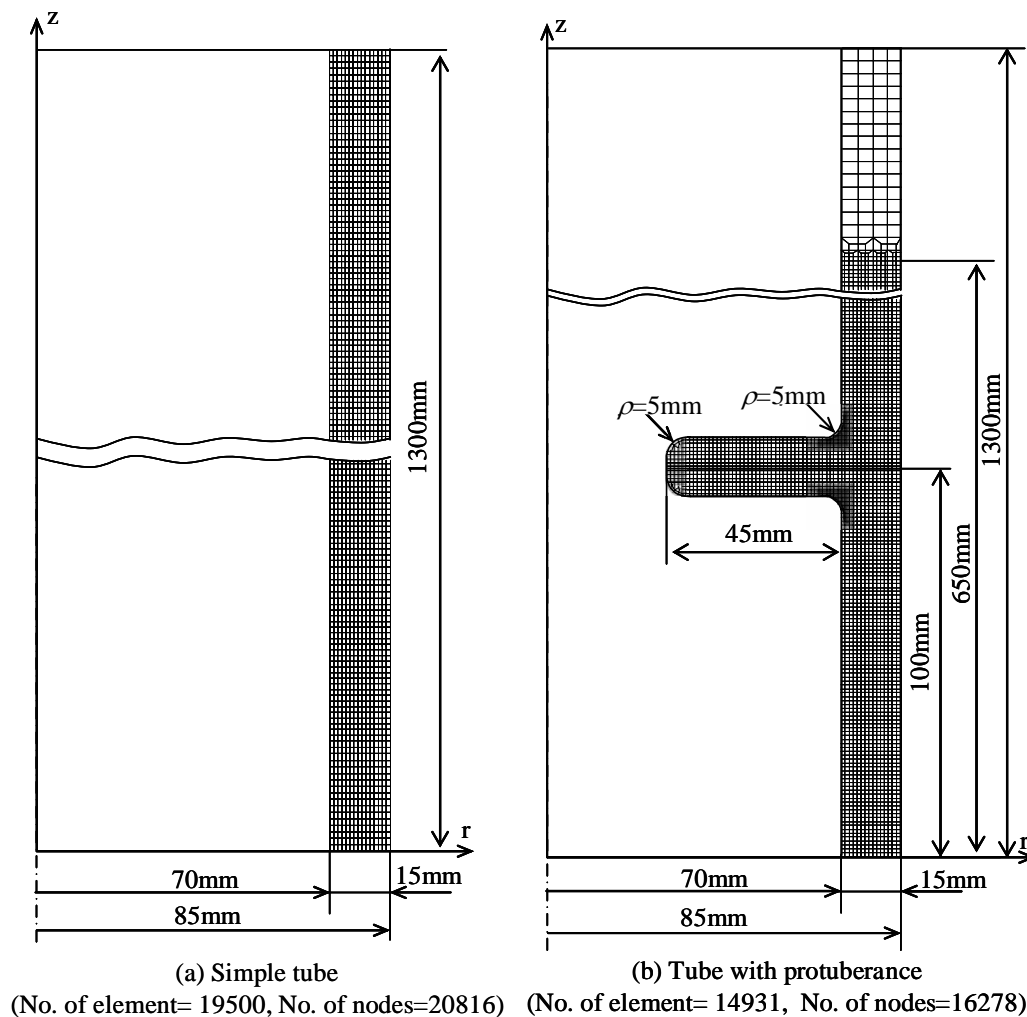 z
1300mm
r
70mm
15mm
85mm
(a) Simple tube
(No. of element= 19500, No. of nodes=20816)
z
ρ=5mm
ρ=5mm
45mm
100mm
650mm
1300mm
r
70mm
15mm
85mm
(b) Tube with protuberance
(No. of element= 14931, No. of nodes=16278)